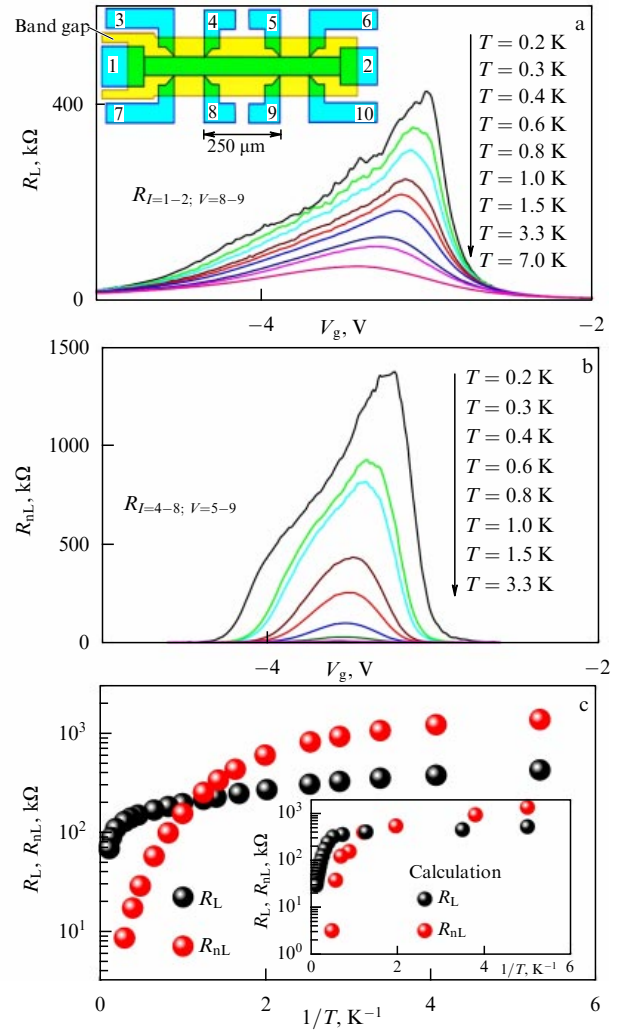 a
Band gap
3 4 5 6
1 2
7 8 9 10
250 μm
T = 0.2 K
T = 0.3 K
T = 0.4 K
T = 0.6 K
T = 0.8 K
T = 1.0 K
T = 1.5 K
T = 3.3 K
T = 7.0 K
R_L, kΩ
400
0
R_{I=1−2; V=8−9}
−4 −2
V_g, V
b
1500
1000
500
0
R_nL, kΩ
R_{I=4−8; V=5−9}
T = 0.2 K
T = 0.3 K
T = 0.4 K
T = 0.6 K
T = 0.8 K
T = 1.0 K
T = 1.5 K
T = 3.3 K
−4 −2
V_g, V
c
R_L, R_nL, kΩ
10³
10²
10¹
R_L
R_nL
R_L, R_nL, kΩ
10³
10²
10¹
10⁰
Calculation
R_L
R_nL
0 2 4 6
1/T, K⁻¹
0 2 4 6
1/T, K⁻¹